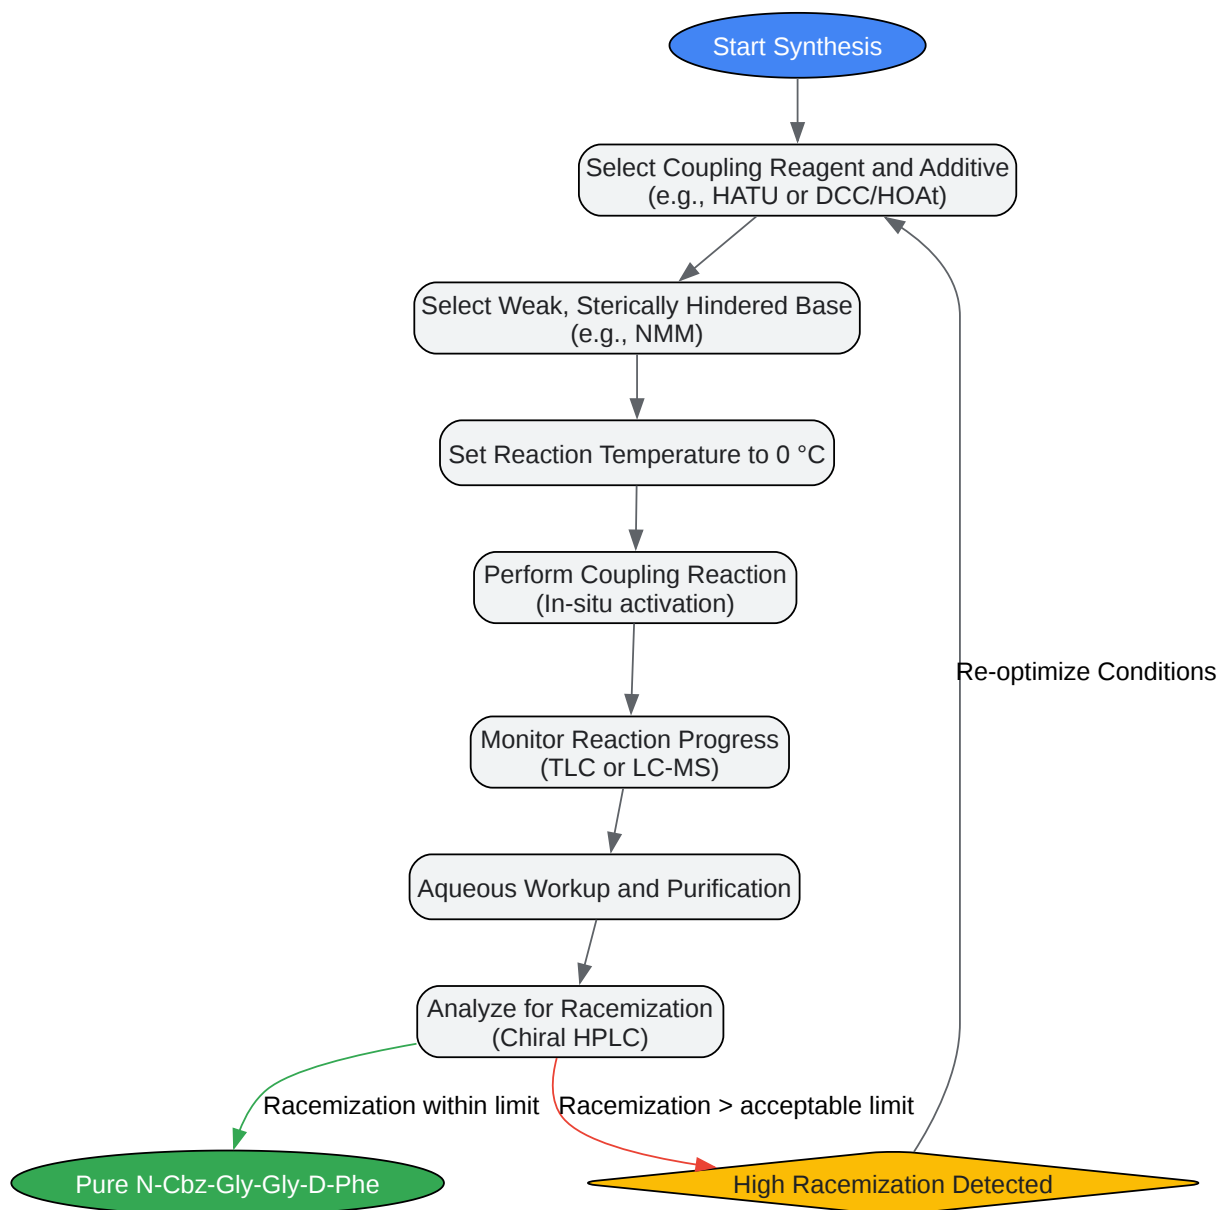 Start Synthesis
Select Coupling Reagent and Additive
(e.g., HATU or DCC/HOAt)
Select Weak, Sterically Hindered Base
(e.g., NMM)
Set Reaction Temperature to 0 °C
Perform Coupling Reaction
(In-situ activation)
Re-optimize Conditions
Monitor Reaction Progress
(TLC or LC-MS)
Aqueous Workup and Purification
Analyze for Racemization
(Chiral HPLC)
Racemization within limit
Racemization > acceptable limit
Pure N-Cbz-Gly-Gly-D-Phe
High Racemization Detected